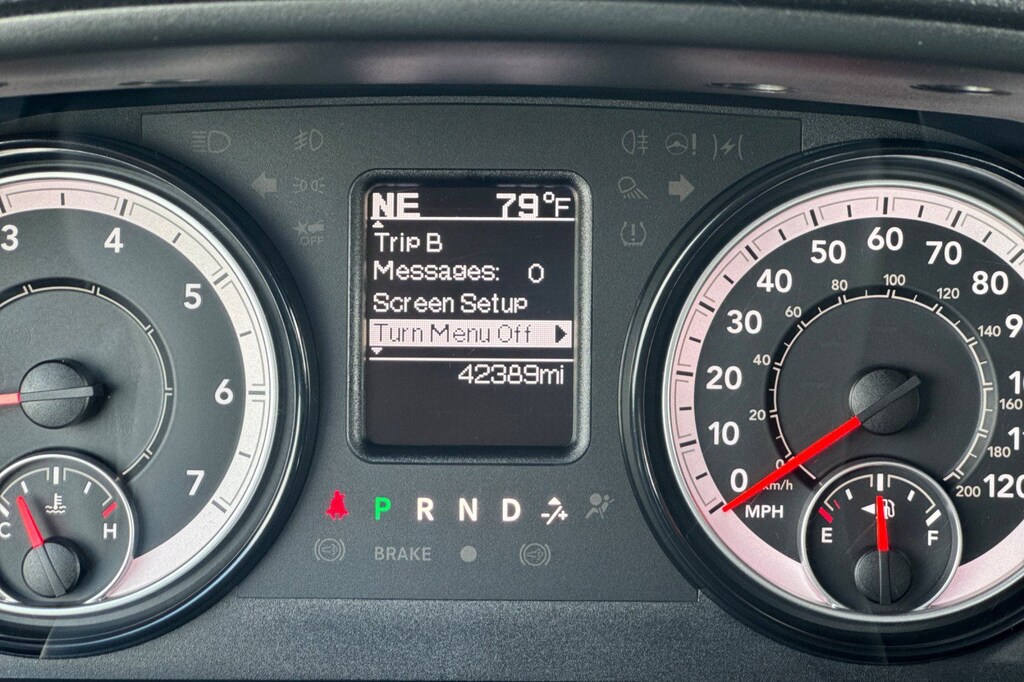 NE 79°F
Trip B
Messages: 0
Screen Setup
Turn Menu Off
42389mi
P R N D -/+
BRAKE
OFF
3 4 5 6 7
C H
0 10 20 30 40 50 60 70 80 120
MPH
0 20 40 60 80 100 120 140 160 180 200
km/h
E F